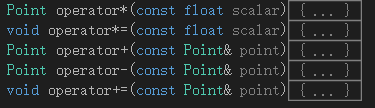 Point operator*(const float scalar){ ... }
void operator*=(const float scalar){ ... }
Point operator+(const Point& point){ ... }
Point operator-(const Point& point){ ... }
void operator+=(const Point& point){ ... }